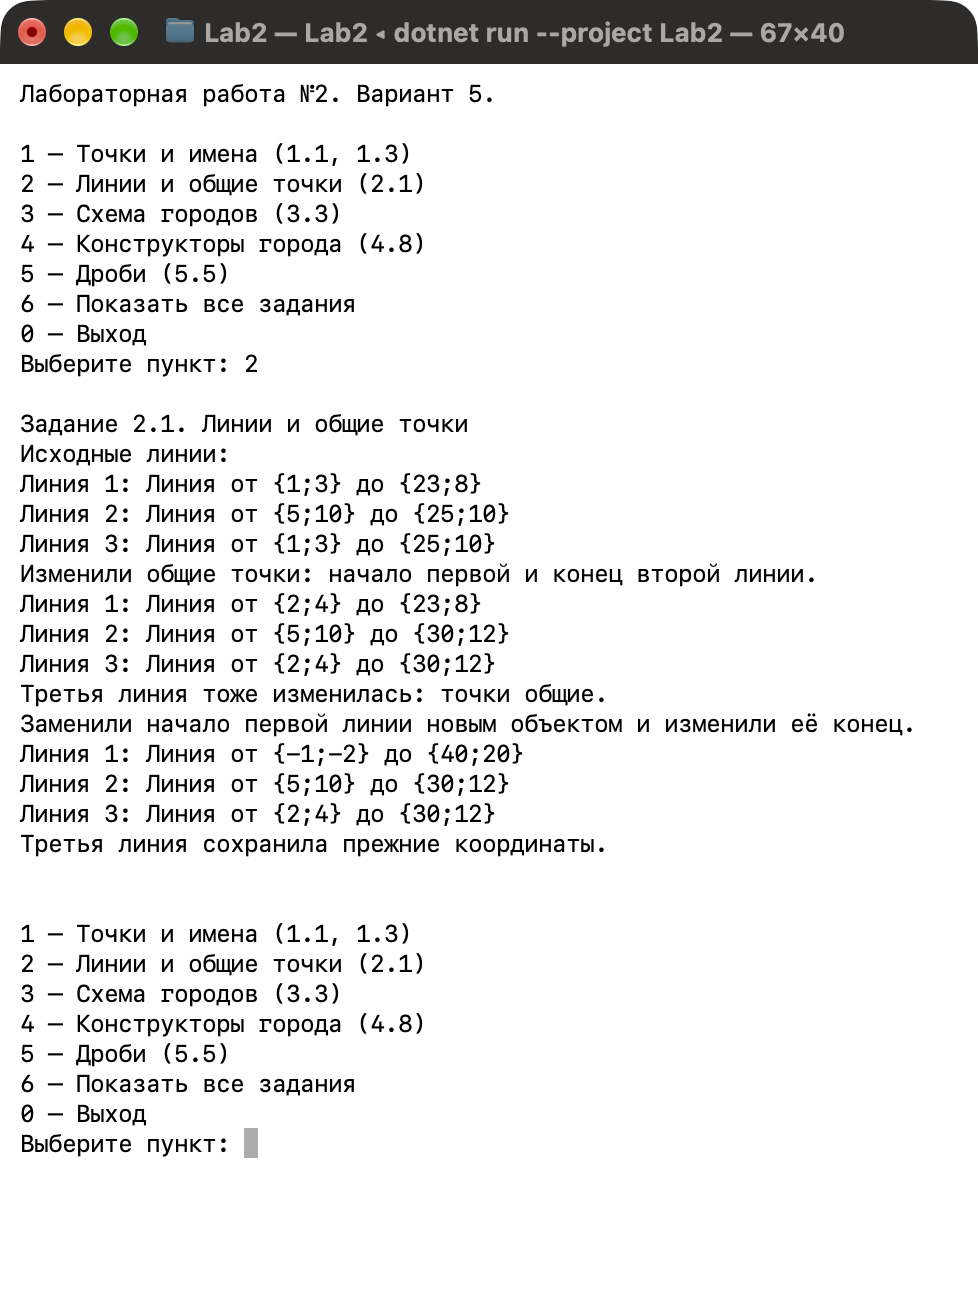 Lab2 — Lab2 ◂ dotnet run --project Lab2 — 67×40
Лабораторная работа №2. Вариант 5.
1 — Точки и имена (1.1, 1.3)
2 — Линии и общие точки (2.1)
3 — Схема городов (3.3)
4 — Конструкторы города (4.8)
5 — Дроби (5.5)
6 — Показать все задания
0 — Выход
Выберите пункт: 2
Задание 2.1. Линии и общие точки
Исходные линии:
Линия 1: Линия от {1;3} до {23;8}
Линия 2: Линия от {5;10} до {25;10}
Линия 3: Линия от {1;3} до {25;10}
Изменили общие точки: начало первой и конец второй линии.
Линия 1: Линия от {2;4} до {23;8}
Линия 2: Линия от {5;10} до {30;12}
Линия 3: Линия от {2;4} до {30;12}
Третья линия тоже изменилась: точки общие.
Заменили начало первой линии новым объектом и изменили её конец.
Линия 1: Линия от {-1;-2} до {40;20}
Линия 2: Линия от {5;10} до {30;12}
Линия 3: Линия от {2;4} до {30;12}
Третья линия сохранила прежние координаты.
1 — Точки и имена (1.1, 1.3)
2 — Линии и общие точки (2.1)
3 — Схема городов (3.3)
4 — Конструкторы города (4.8)
5 — Дроби (5.5)
6 — Показать все задания
0 — Выход
Выберите пункт: